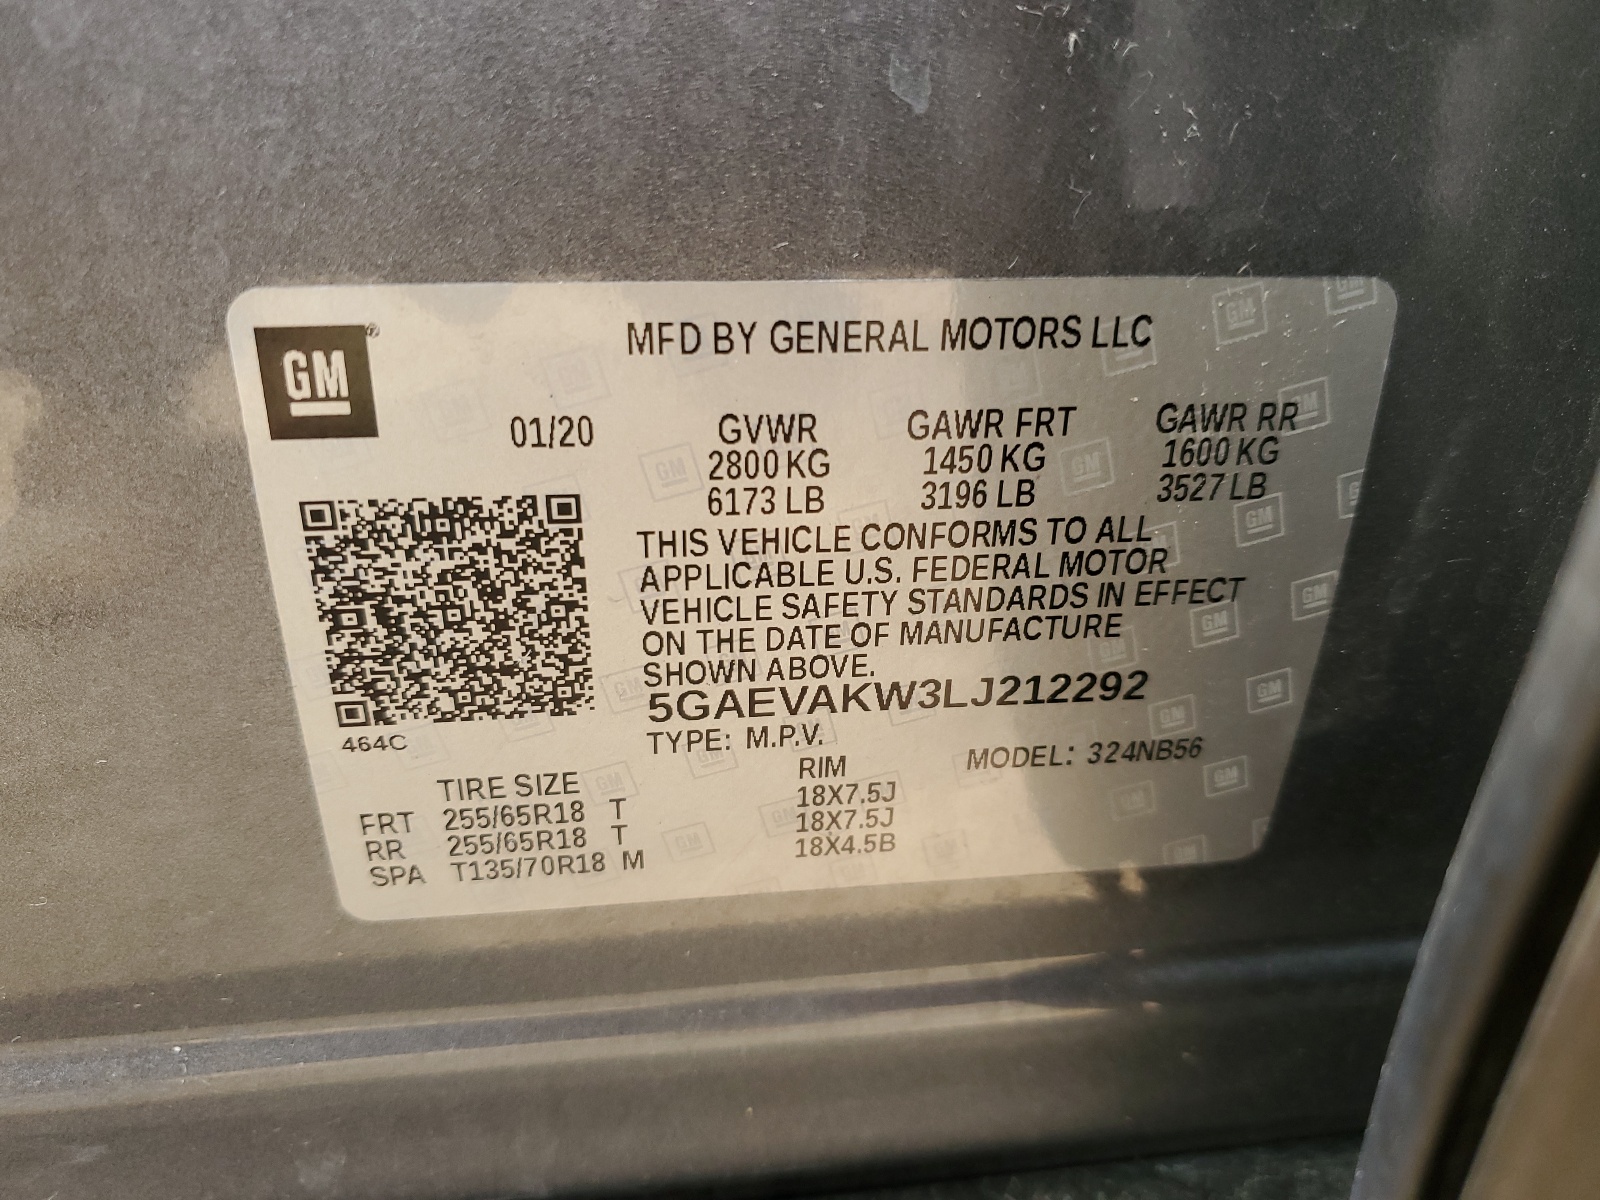 GM®
MFD BY GENERAL MOTORS LLC
01/20 GVWR GAWR FRT GAWR RR
2800 KG 1450 KG 1600 KG
6173 LB 3196 LB 3527 LB
THIS VEHICLE CONFORMS TO ALL
APPLICABLE U.S. FEDERAL MOTOR
VEHICLE SAFETY STANDARDS IN EFFECT
ON THE DATE OF MANUFACTURE
SHOWN ABOVE.
5GAEVAKW3LJ212292
464C
TYPE: M.P.V. MODEL: 324NB56
TIRE SIZE RIM
FRT 255/65R18 T 18X7.5J
RR 255/65R18 T 18X7.5J
SPA T135/70R18 M 18X4.5B